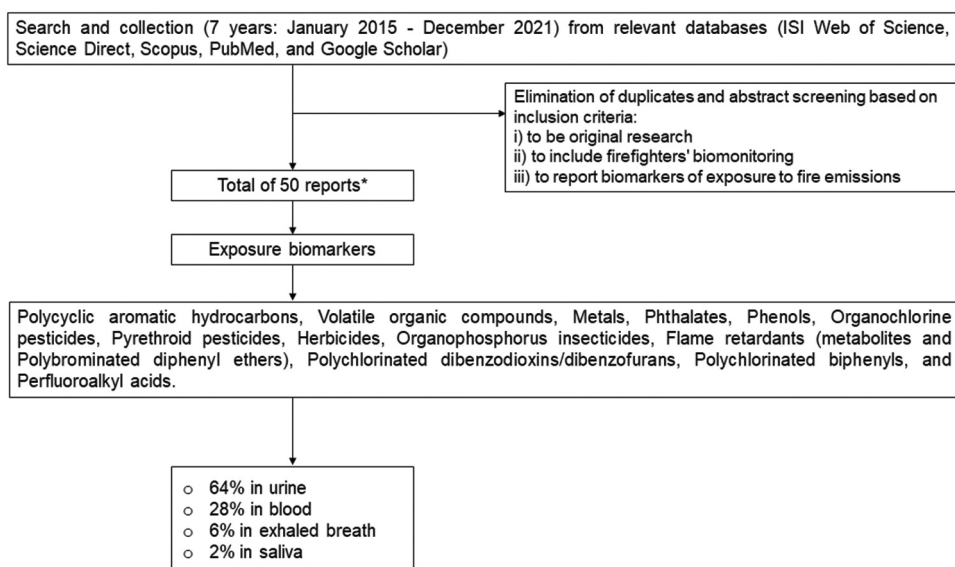 Search and collection (7 years: January 2015 - December 2021) from relevant databases (ISI Web of Science,
Science Direct, Scopus, PubMed, and Google Scholar)
Elimination of duplicates and abstract screening based on
inclusion criteria:
i) to be original research
ii) to include firefighters' biomonitoring
iii) to report biomarkers of exposure to fire emissions
Total of 50 reports*
Exposure biomarkers
Polycyclic aromatic hydrocarbons, Volatile organic compounds, Metals, Phthalates, Phenols, Organochlorine
pesticides, Pyrethroid pesticides, Herbicides, Organophosphorus insecticides, Flame retardants (metabolites and
Polybrominated diphenyl ethers), Polychlorinated dibenzodioxins/dibenzofurans, Polychlorinated biphenyls, and
Perfluoroalkyl acids.
○ 64% in urine
○ 28% in blood
○ 6% in exhaled breath
○ 2% in saliva